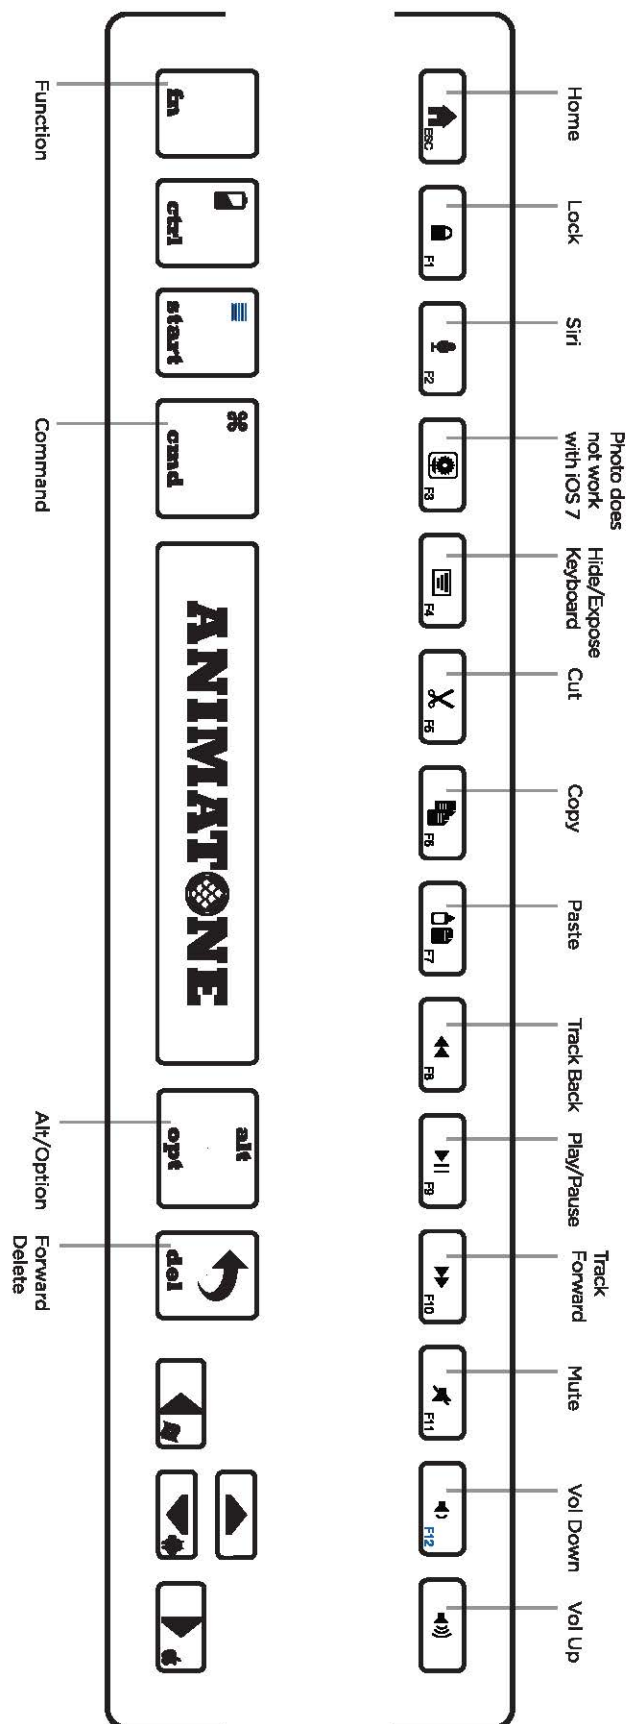 Home
Lock
Siri
Photo does
not work
with iOS 7
Hide/Expose
Keyboard
Cut
Copy
Paste
Track Back
Play/Pause
Track
Forward
Mute
Vol Down
Vol Up
ESC
F1
F2
F3
F4
F5
F6
F7
F8
F9
F10
F11
F12
fn
ctrl
start
⌘
cmd
ANIMATONE
alt
opt
del
Function
Command
Alt/Option
Forward
Delete